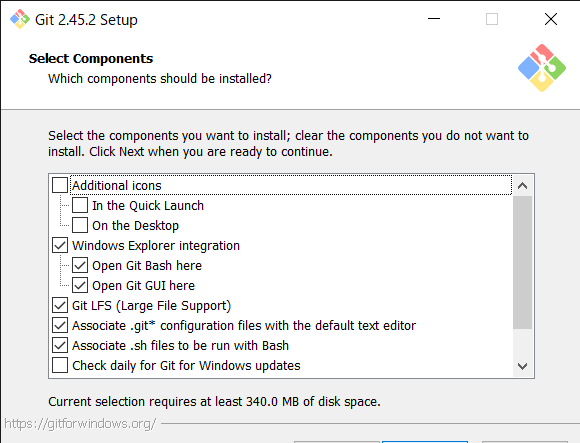 Git 2.45.2 Setup
Select Components
Which components should be installed?
Select the components you want to install; clear the components you do not want to
install. Click Next when you are ready to continue.
Additional icons
In the Quick Launch
On the Desktop
Windows Explorer integration
Open Git Bash here
Open Git GUI here
Git LFS (Large File Support)
Associate .git* configuration files with the default text editor
Associate .sh files to be run with Bash
Check daily for Git for Windows updates
Current selection requires at least 340.0 MB of disk space.
https://gitforwindows.org/